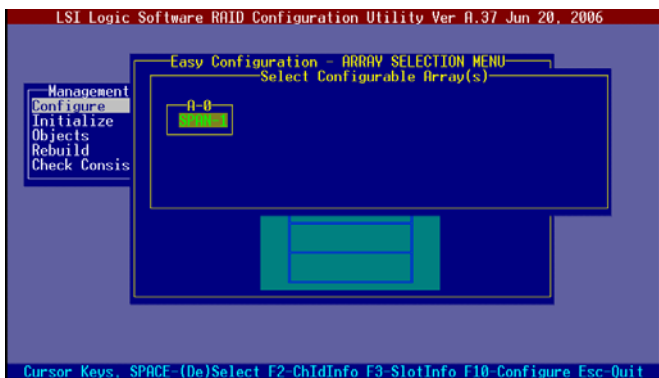 LSI Logic Software RAID Configuration Utility Ver A.37 Jun 20, 2006
Easy Configuration - ARRAY SELECTION MENU
Select Configurable Array(s)
Management
Configure
Initialize
Objects
Rebuild
Check Consis
A-0
SPAN-1
Cursor Keys, SPACE-(De)Select F2-ChIdInfo F3-SlotInfo F10-Configure Esc-Quit